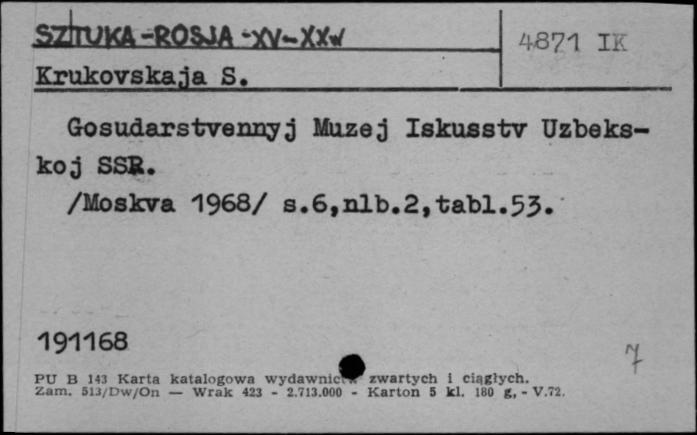 SZTUKA-ROSJA-XV-XXw
4871 IK
Krukovskaja S.
Gosudarstvennyj Muzej Iskusstv Uzbeks-
koj SSR.
/Moskva 1968/ s.6,nlb.2,tabl.53.
191168
7
PU B 143 Karta katalogowa wydawnictw zwartych i ciągłych.
Zam. 513/Dw/On — Wrak 423 - 2.713.000 - Karton 5 kl. 180 g, - V.72.